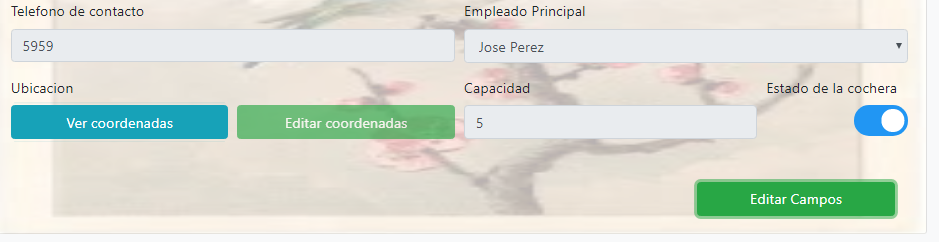 Telefono de contacto
Empleado Principal
5959
Jose Perez
Ubicacion
Capacidad
Estado de la cochera
Ver coordenadas
Editar coordenadas
5
Editar Campos